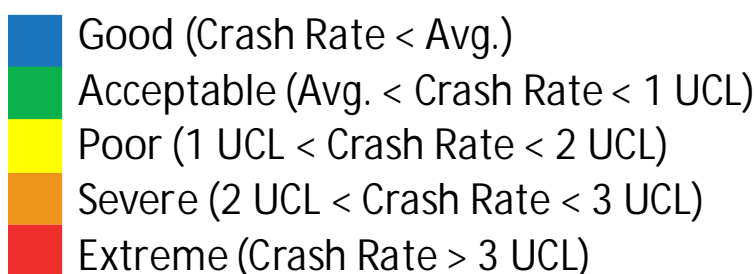 Good (Crash Rate < Avg.)
Acceptable (Avg. < Crash Rate < 1 UCL)
Poor (1 UCL < Crash Rate < 2 UCL)
Severe (2 UCL < Crash Rate < 3 UCL)
Extreme (Crash Rate > 3 UCL)